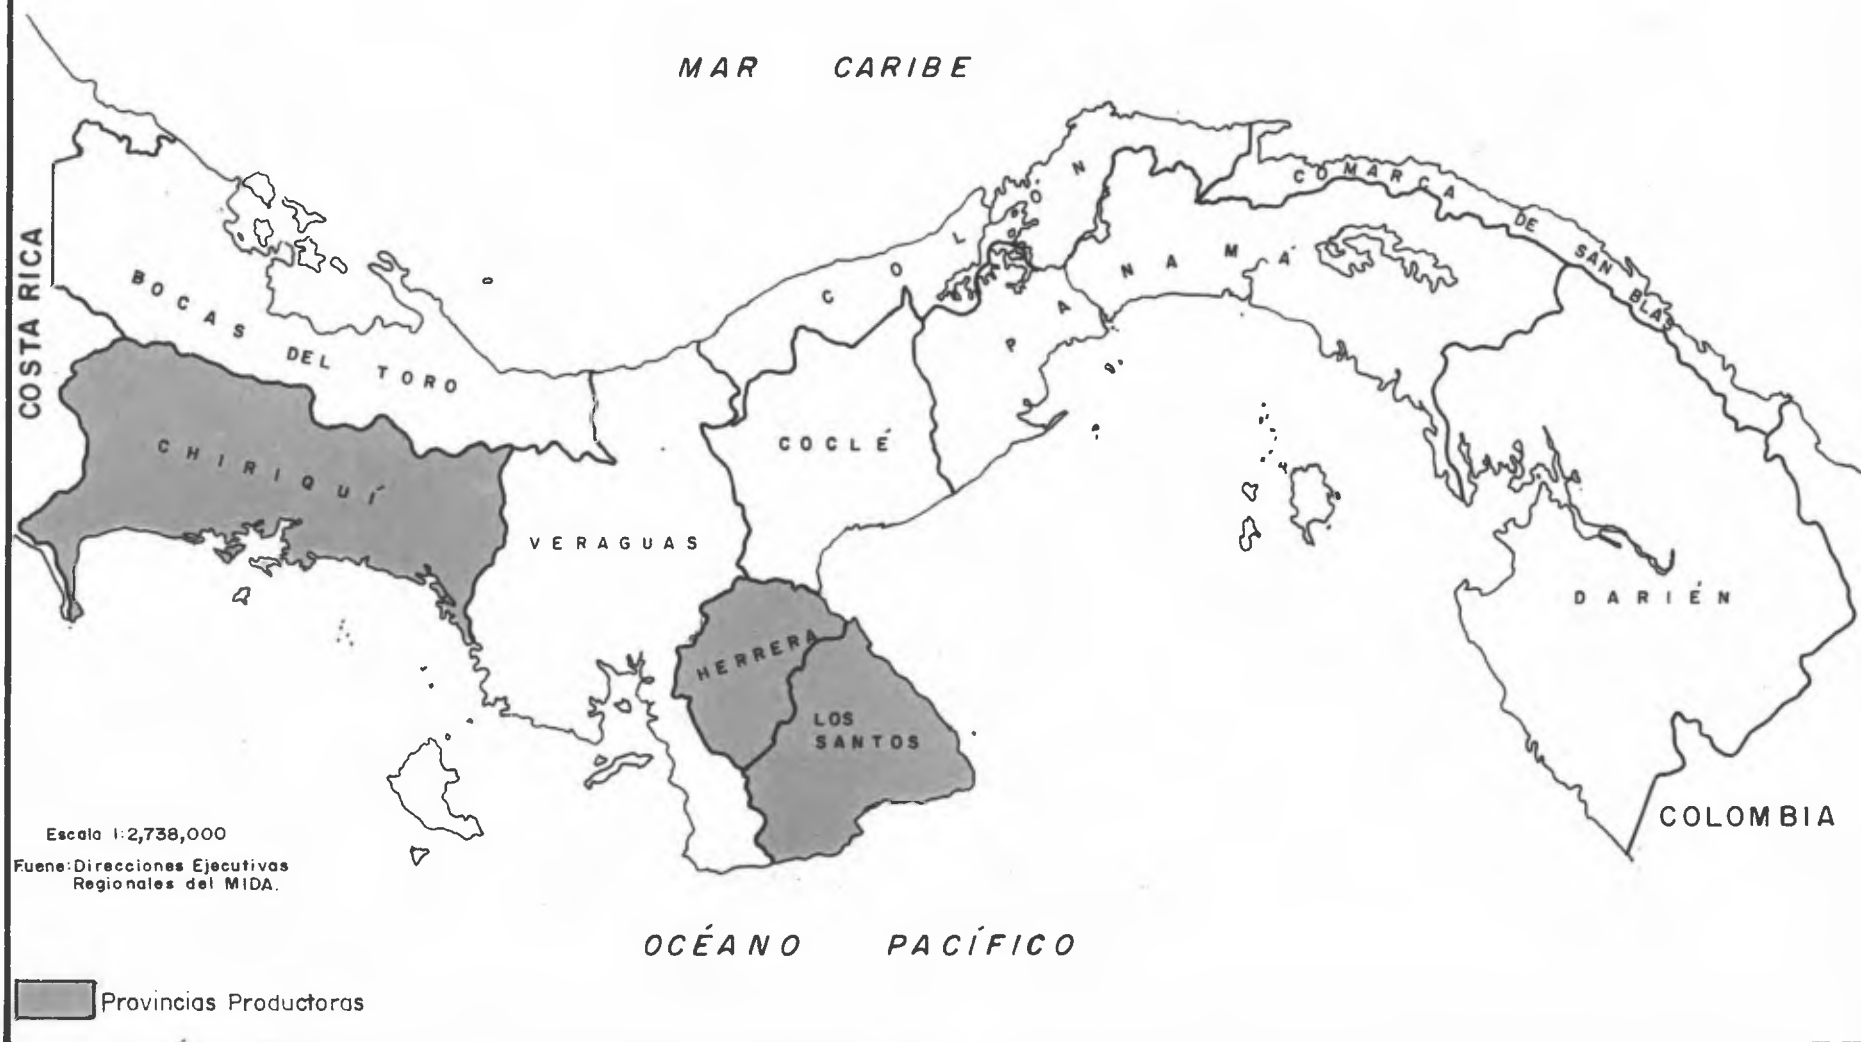 MAR CARIBE
COSTA RICA
BOCAS DEL TORO
CHIRIQUÍ
VERAGUAS
COCLÉ
COLÓN
PANAMÁ
COMARCA DE SAN BLAS
DARIÉN
HERRERA
LOS
SANTOS
COLOMBIA
Escala 1:2,738,000
Fuene: Direcciones Ejecutivas
Regionales del MIDA.
OCÉANO PACÍFICO
Provincias Productoras